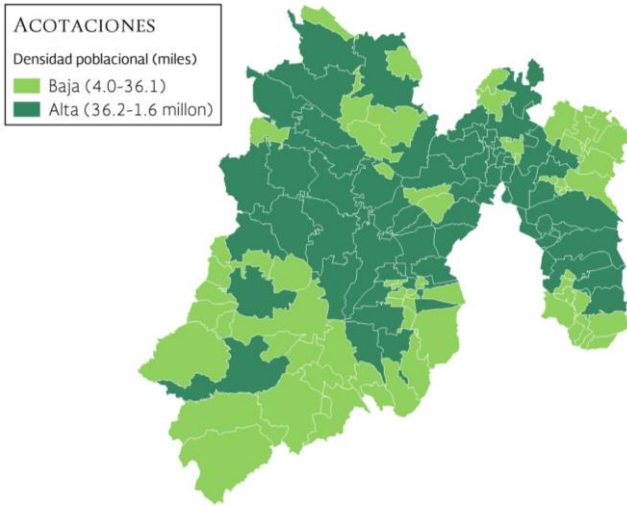 ACOTACIONES
Densidad poblacional (miles)
Baja (4.0-36.1)
Alta (36.2-1.6 millon)